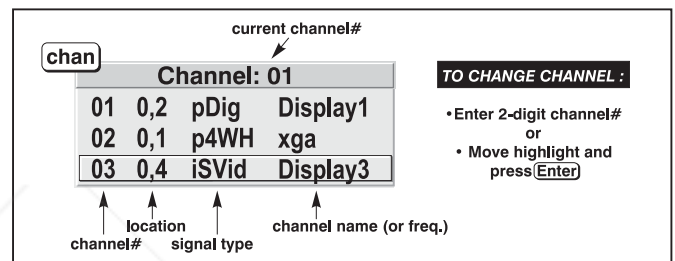 current channel#
chan
Channel: 01
01 0,2 pDig Display1
02 0,1 p4WH xga
03 0,4 iSVid Display3
channel#
location
signal type
channel name (or freq.)
TO CHANGE CHANNEL :
•Enter 2-digit channel#
or
• Move highlight and
press Enter